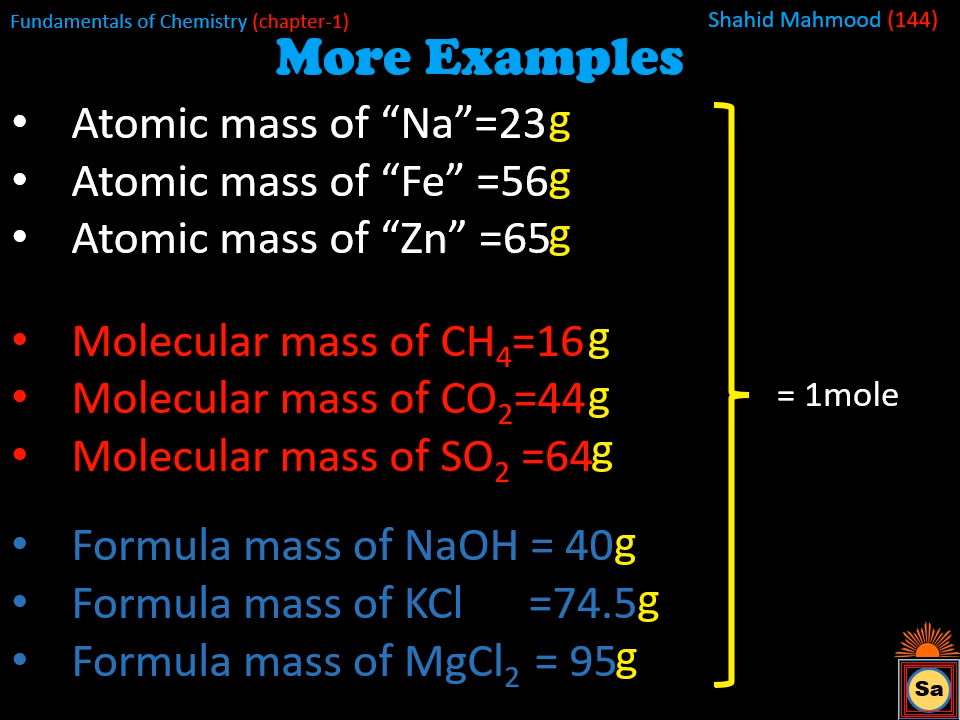 Fundamentals of Chemistry (chapter-1)
Shahid Mahmood (144)
More Examples
• Atomic mass of “Na”=23g
• Atomic mass of “Fe” =56g
• Atomic mass of “Zn” =65g
• Molecular mass of CH₄=16g
• Molecular mass of CO₂=44g
• Molecular mass of SO₂ =64g
= 1mole
• Formula mass of NaOH = 40g
• Formula mass of KCl =74.5g
• Formula mass of MgCl₂ = 95g
Sa